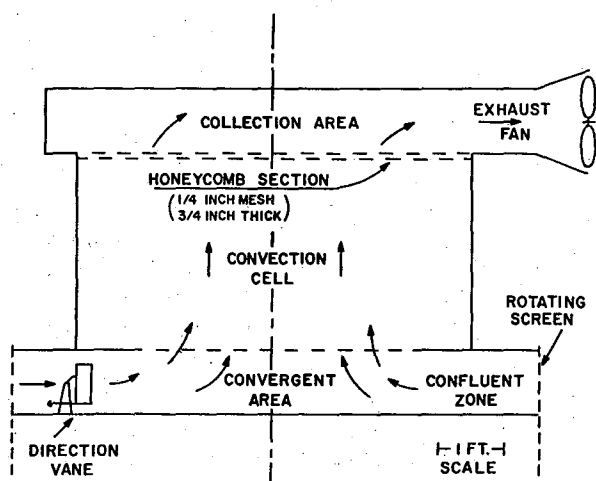 COLLECTION AREA
EXHAUST
FAN
HONEYCOMB SECTION
(1/4 INCH MESH
3/4 INCH THICK)
CONVECTION
CELL
ROTATING
SCREEN
CONVERGENT
AREA
CONFLUENT
ZONE
DIRECTION
VANE
1 FT.
SCALE